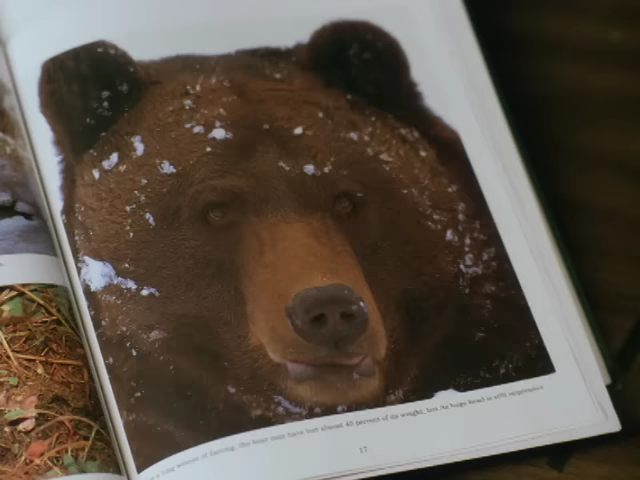 a long winter of fasting, the bear may have lost almost 40 percent of its weight, but its huge head is still impressive
17